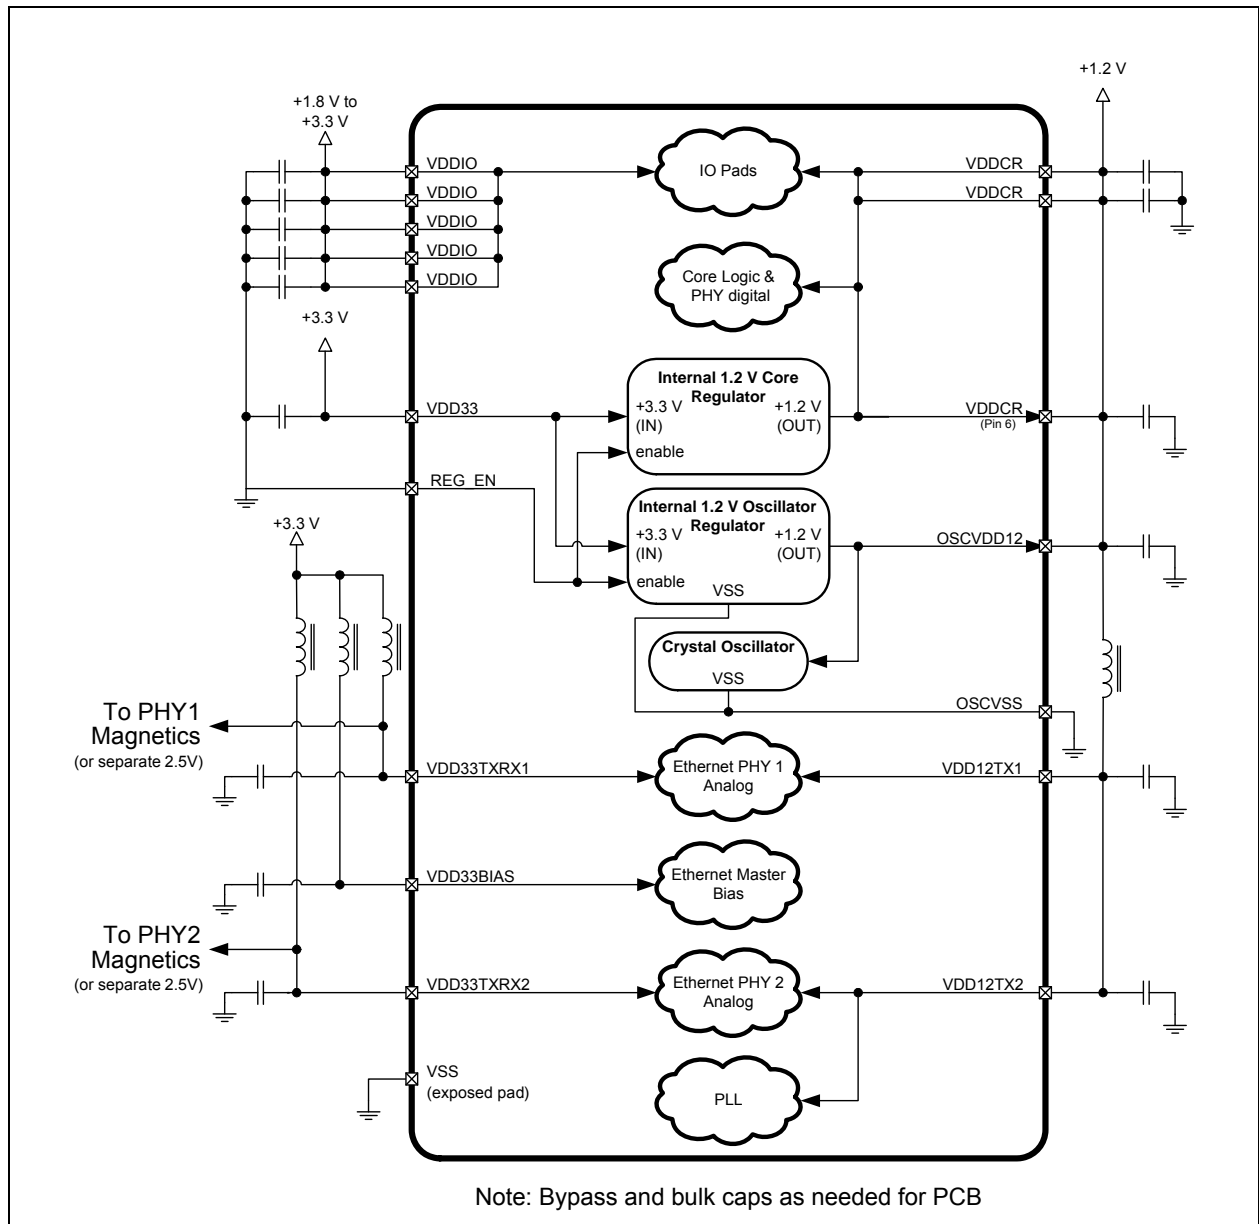 +1.2 V
+1.8 V to
+3.3 V
VDDIO
IO Pads
VDDCR
VDDIO
VDDCR
VDDIO
VDDIO
Core Logic &
PHY digital
VDDIO
+3.3 V
Internal 1.2 V Core
Regulator
+3.3 V
(IN)
+1.2 V
(OUT)
enable
VDD33
VDDCR
(Pin 6)
REG_EN
Internal 1.2 V Oscillator
Regulator
+3.3 V
(IN)
+1.2 V
(OUT)
enable
VSS
+3.3 V
OSCVDD12
Crystal Oscillator
VSS
OSCVSS
To PHY1
Magnetics
(or separate 2.5V)
VDD33TXRX1
Ethernet PHY 1
Analog
VDD12TX1
VDD33BIAS
Ethernet Master
Bias
To PHY2
Magnetics
(or separate 2.5V)
VDD33TXRX2
Ethernet PHY 2
Analog
VDD12TX2
VSS
(exposed pad)
PLL
Note: Bypass and bulk caps as needed for PCB